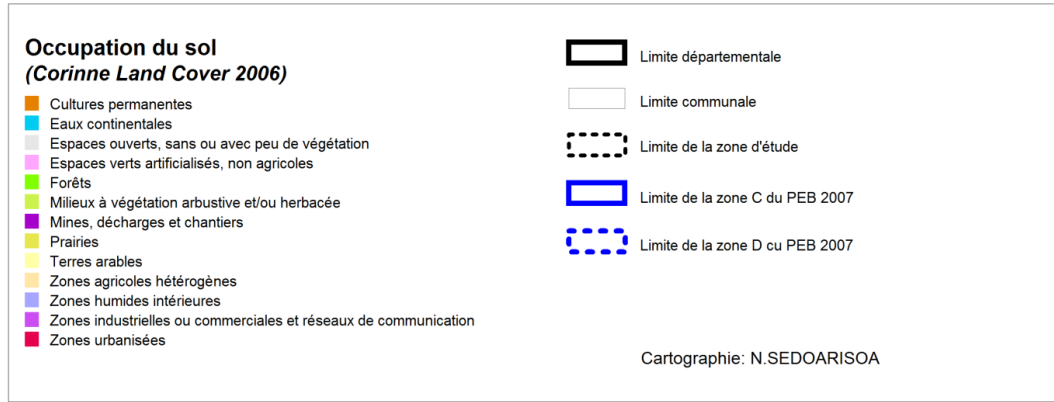 Occupation du sol
(Corinne Land Cover 2006)
Cultures permanentes
Eaux continentales
Espaces ouverts, sans ou avec peu de végétation
Espaces verts artificialisés, non agricoles
Forêts
Milieux à végétation arbustive et/ou herbacée
Mines, décharges et chantiers
Prairies
Terres arables
Zones agricoles hétérogènes
Zones humides intérieures
Zones industrielles ou commerciales et réseaux de communication
Zones urbanisées
Limite départementale
Limite communale
Limite de la zone d'étude
Limite de la zone C du PEB 2007
Limite de la zone D cu PEB 2007
Cartographie: N.SEDOARISOA